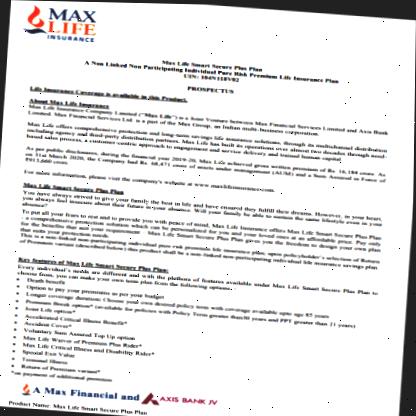 MAX
LIFE
INSURANCE
Max Life Smart Secure Plus Plan
A Non Linked Non Participating Individual Pure Risk Premium Life Insurance Plan
UIN: 104N118V02
PROSPECTUS
Life Insurance Coverage is available in this Product.
About Max Life Insurance
Max Life Insurance Company Limited ("Max Life") is a Joint Venture between Max Financial Services Limited and Axis Bank
Limited. Max Financial Services Ltd. is a part of the Max Group, an Indian multi-business corporation.
Max Life offers comprehensive protection and long-term savings life insurance solutions, through its multichannel distribution
including agency and third-party distribution partners. Max Life has built its operations over almost two decades through need-
based sales process, a customer-centric approach to engagement and service delivery and trained human capital.
As per public disclosures, during the financial year 2019-20, Max Life achieved gross written premium of Rs. 16,184 crore. As
on 31st March 2020, the Company had Rs. 68,471 crore of assets under management (AUM) and a Sum Assured in Force of
For more information, please visit the company's website at www.maxlifeinsurance.com.
Max Life Smart Secure Plus Plan
You have always strived to give your family the best in life and have ensured they fulfill their dreams. However, in your heart,
you always feel insecure about their future in your absence. Will your family be able to sustain the same lifestyle even in your
absence?
To put all your fears to rest and to provide you with peace of mind, Max Life Insurance offers Max Life Smart Secure Plus Plan
- a comprehensive protection solution which can be personalized for you and your loved ones at an affordable price. Pay only
for the benefits that suit your requirement - Max Life Smart Secure Plus Plan gives you the freedom to design your own plan
that suits your protection needs.
This is a non-linked non-participating individual pure risk premium life insurance plan; upon policyholder's selection of Return
of Premium variant (described below) this product shall be a non-linked non-participating individual life insurance savings plan
Key features of Max Life Smart Secure Plus Plan:
Every individual's needs are different and with the platform of features available under Max Life Smart Secure Plus Plan to
choose from, you can make your own term plan from the following options:
• Death benefit
• Option to pay your premiums as per your budget
• Longer coverage duration: Choose your own desired policy term with coverage available upto age 85 years
• Premium Break option* (available for policies with Policy Term greater than 30 years and PPT greater than 21 years)
• Joint Life option*
• Accelerated Critical Illness Benefit*
• Accident Cover*
• Voluntary Sum Assured Top Up option
• Max Life Waiver of Premium Plus Rider*
• Max Life Critical Illness and Disability Rider*
• Special Exit Value
• Terminal Illness
• Return of Premium variant*
*on payment of additional premium
A Max Financial and AXIS BANK JV
Product Name: Max Life Smart Secure Plus Plan